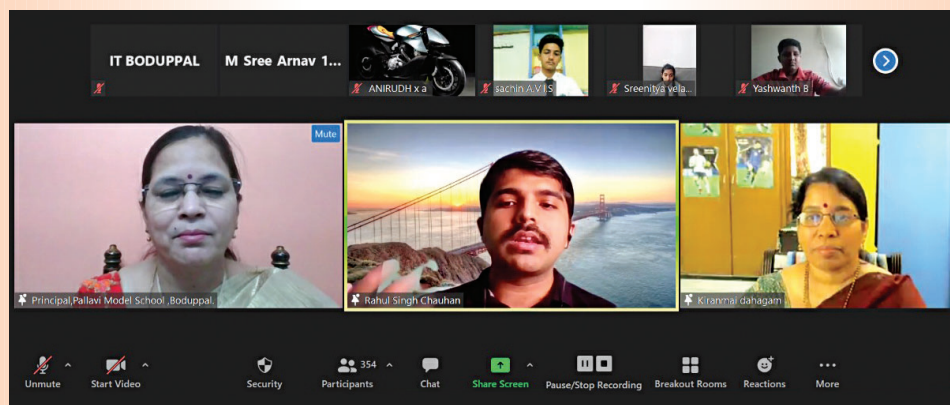 IT BODUPPAL
M Sree Arnav 1...
ANIRUDH x a
sachin A.V I.S
Sreenitya vela...
Yashwanth B
Mute
Principal,Pallavi Model School ,Boduppal.
Rahul Singh Chauhan
Kiranmai dahagam
354
Unmute
Start Video
Security
Participants
Chat
Share Screen
Pause/Stop Recording
Breakout Rooms
Reactions
More